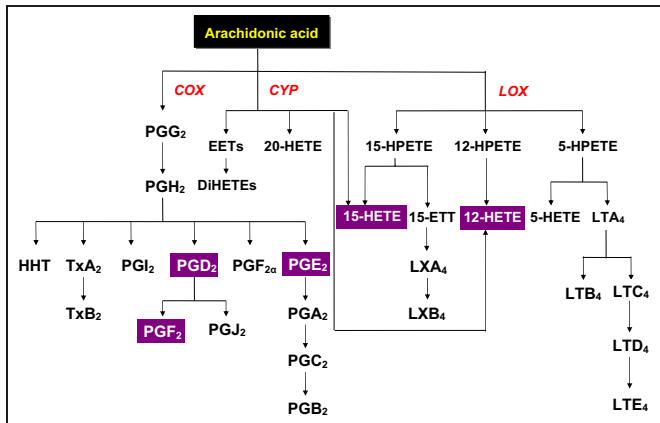 Arachidonic acid
COX CYP LOX
PGG₂ EETs 20-HETE 15-HPETE 12-HPETE 5-HPETE
PGH₂ DiHETEs
15-HETE 15-ETT 12-HETE 5-HETE LTA₄
HHT TxA₂ PGI₂ PGD₂ PGF₂α PGE₂ LXA₄
LTB₄ LTC₄
TxB₂ PGA₂ LXB₄
PGF₂ PGJ₂
LTD₄
PGC₂
LTE₄
PGB₂